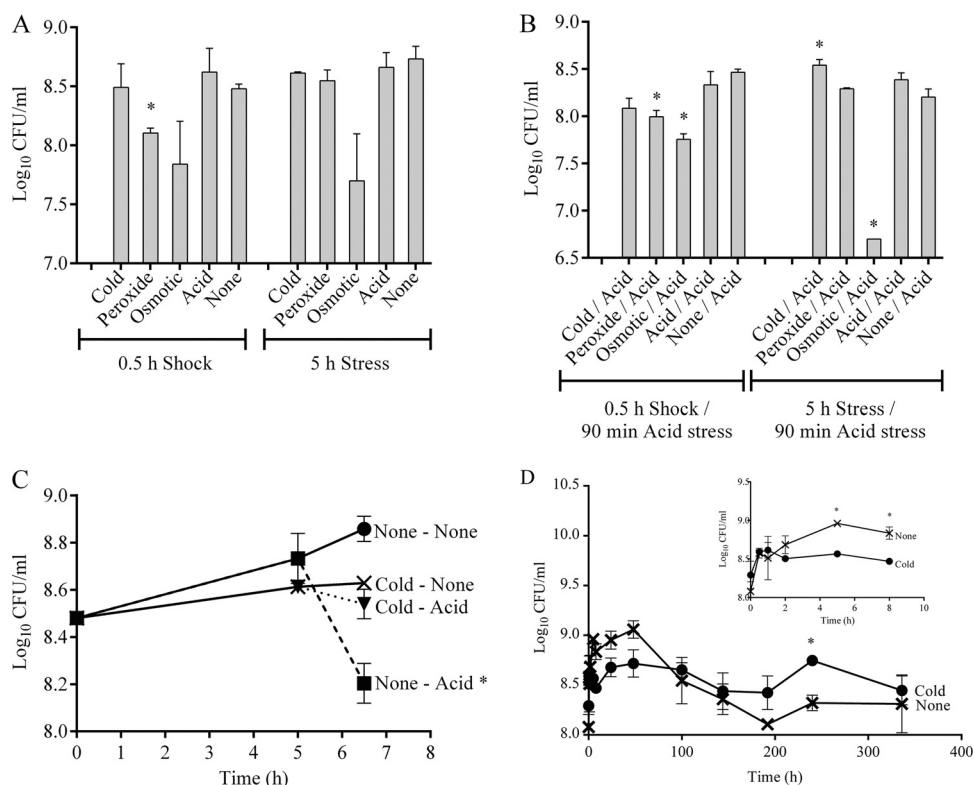 A
9.0
8.5
8.0
7.5
7.0
Log10 CFU/ml
*
Cold
Peroxide
Osmotic
Acid
None
Cold
Peroxide
Osmotic
Acid
None
0.5 h Shock
5 h Stress
B
9.0
8.5
8.0
7.5
7.0
6.5
Log10 CFU/ml
*
*
*
*
Cold / Acid
Peroxide / Acid
Osmotic / Acid
Acid / Acid
None / Acid
Cold / Acid
Peroxide / Acid
Osmotic / Acid
Acid / Acid
None / Acid
0.5 h Shock /
90 min Acid stress
5 h Stress /
90 min Acid stress
C
9.0
8.8
8.6
8.4
8.2
8.0
Log10 CFU/ml
None - None
Cold - None
Cold - Acid
None - Acid *
0 1 2 3 4 5 6 7 8
Time (h)
D
10.5
10.0
9.5
9.0
8.5
8.0
Log10 CFU/ml
*
Cold
None
0 100 200 300 400
Time (h)
9.5
9.0
8.5
8.0
Log10 CFU/ml
* *
None
Cold
0 2 4 6 8 10
Time (h)